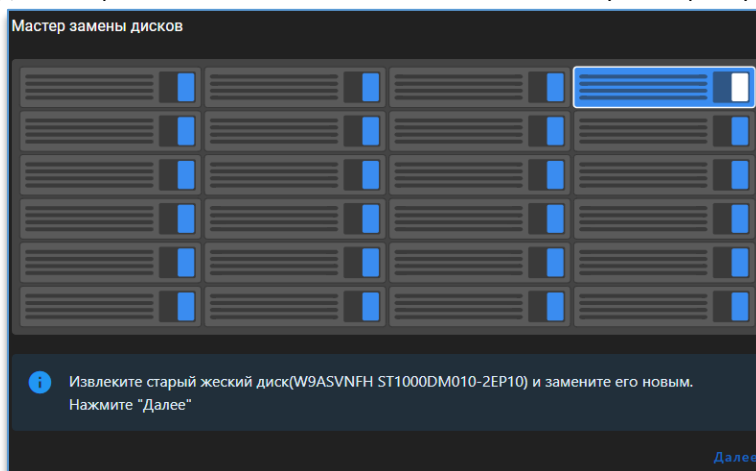 Мастер замены дисков
Извлеките старый жеский диск(W9ASVNFH ST1000DM010-2EP10) и замените его новым.
Нажмите "Далее"
Далее